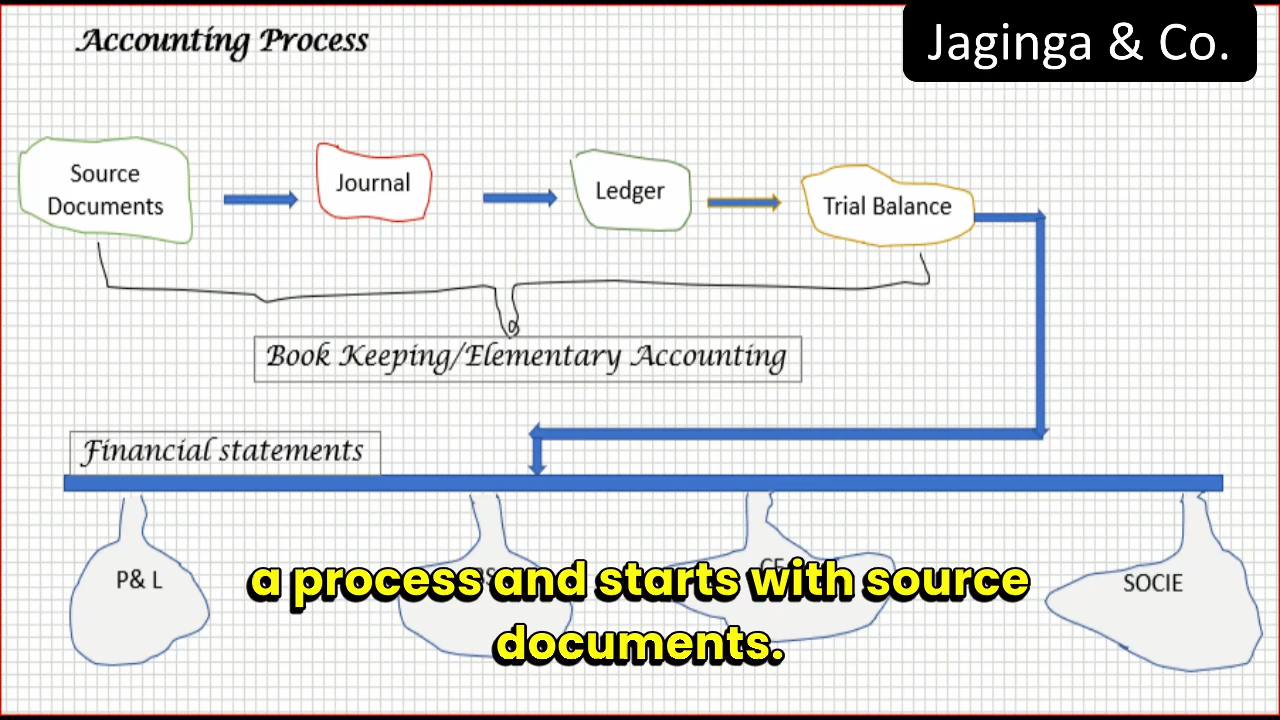 Accounting Process
Jaginga & Co.
Source
Documents
Journal
Ledger
Trial Balance
Book Keeping/Elementary Accounting
Financial statements
P& L
SOCIE
a process and starts with source
documents.